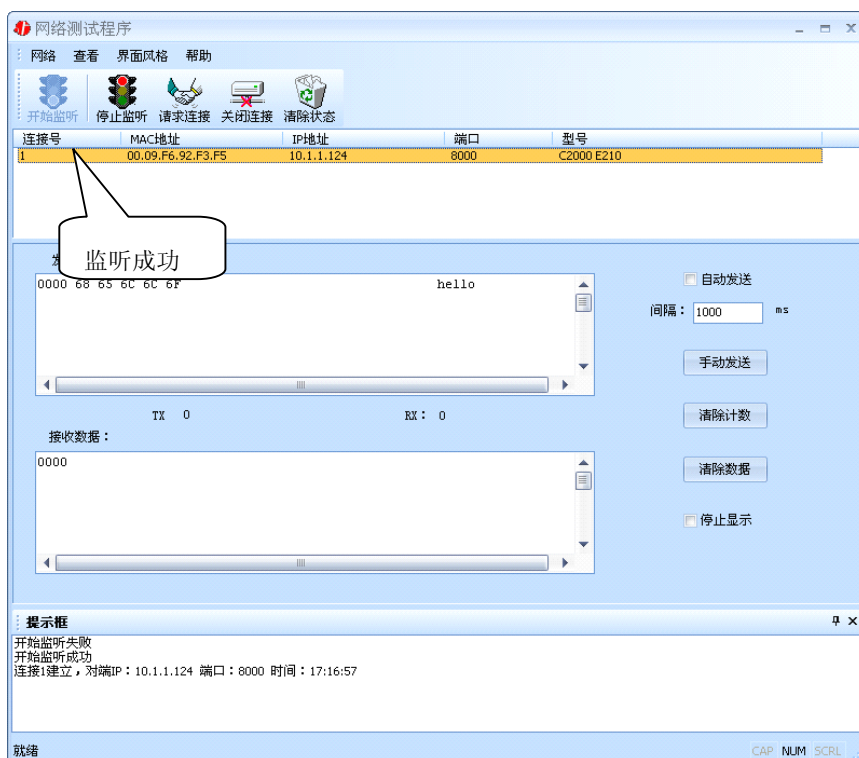 网络测试程序
网络 查看 界面风格 帮助
开始监听 停止监听 请求连接 关闭连接 清除状态
连接号 MAC地址 IP地址 端口 型号
1 00.09.F6.92.F3.F5 10.1.1.124 8000 C2000 E210
监听成功
0000 68 65 6C 6C 6F hello
自动发送
间隔： 1000 ms
手动发送
TX 0 RX： 0
清除计数
接收数据：
0000
清除数据
停止显示
提示框
开始监听失败
开始监听成功
连接1建立，对端IP：10.1.1.124 端口：8000 时间：17:16:57
就绪 CAP NUM SCRL